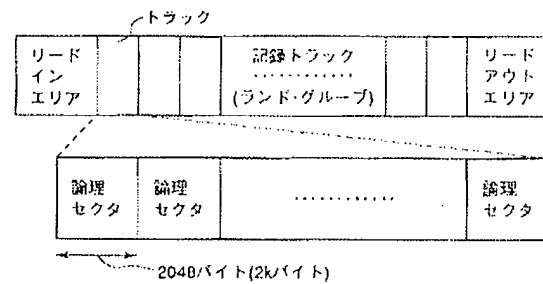 トラック
リード
イン
エリア
記録トラック
…………
(ランド・グルーブ)
リード
アウト
エリア
論理
セクタ
論理
セクタ
…………
論理
セクタ
2048バイト(2kバイト)